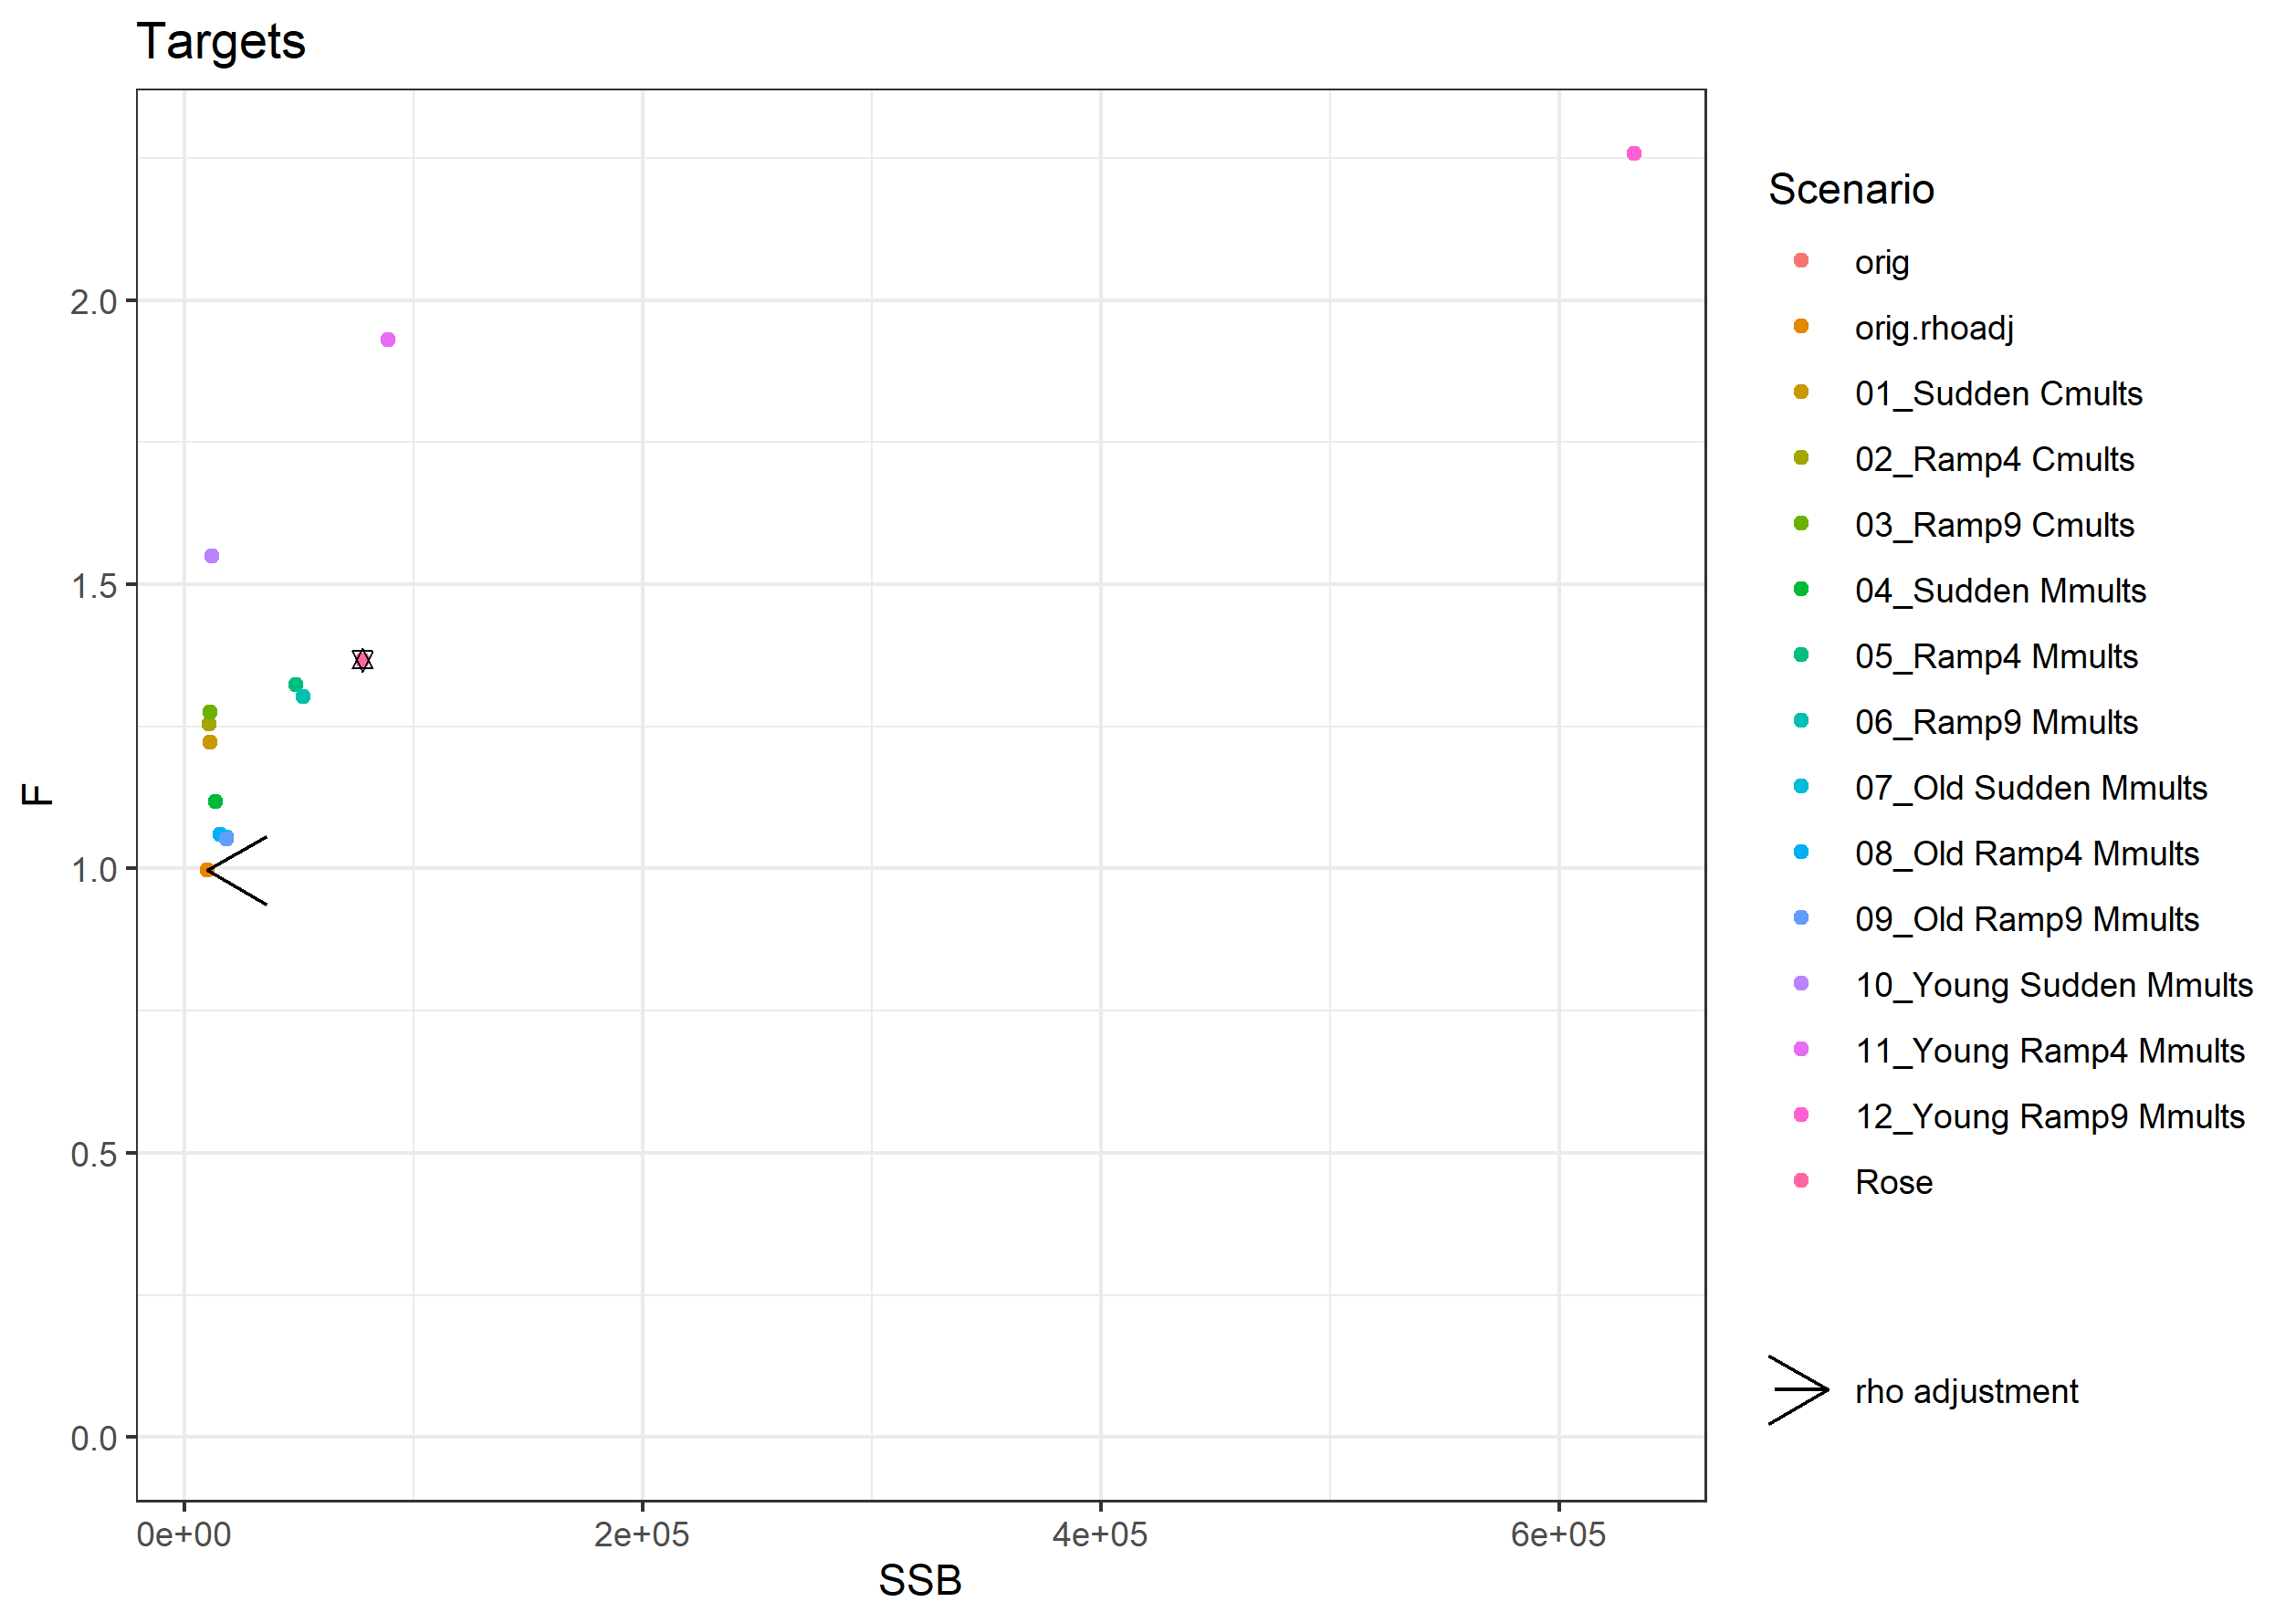 Targets
2.0
1.5
1.0
0.5
0.0
F
0e+00
2e+05
4e+05
6e+05
SSB
Scenario
orig
orig.rhoadj
01_Sudden Cmults
02_Ramp4 Cmults
03_Ramp9 Cmults
04_Sudden Mmults
05_Ramp4 Mmults
06_Ramp9 Mmults
07_Old Sudden Mmults
08_Old Ramp4 Mmults
09_Old Ramp9 Mmults
10_Young Sudden Mmults
11_Young Ramp4 Mmults
12_Young Ramp9 Mmults
Rose
rho adjustment